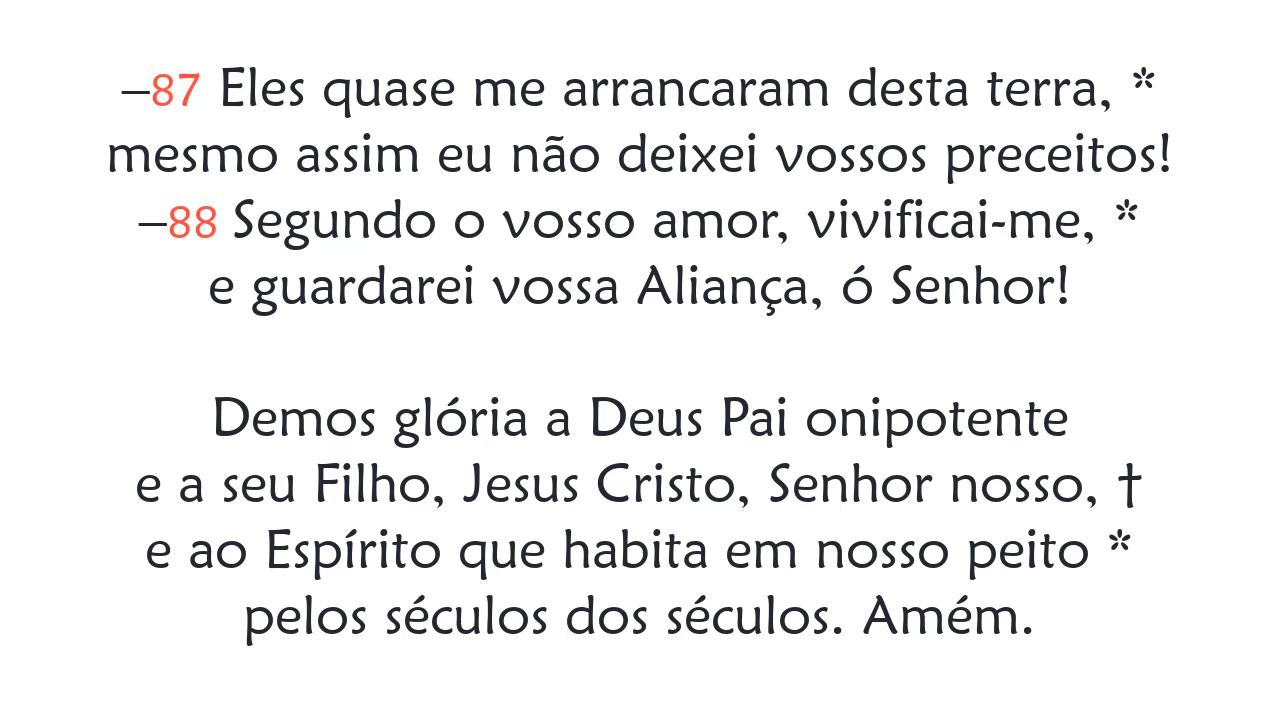 –87 Eles quase me arrancaram desta terra, *
mesmo assim eu não deixei vossos preceitos!
–88 Segundo o vosso amor, vivificai-me, *
e guardarei vossa Aliança, ó Senhor!
Demos glória a Deus Pai onipotente
e a seu Filho, Jesus Cristo, Senhor nosso, †
e ao Espírito que habita em nosso peito *
pelos séculos dos séculos. Amém.